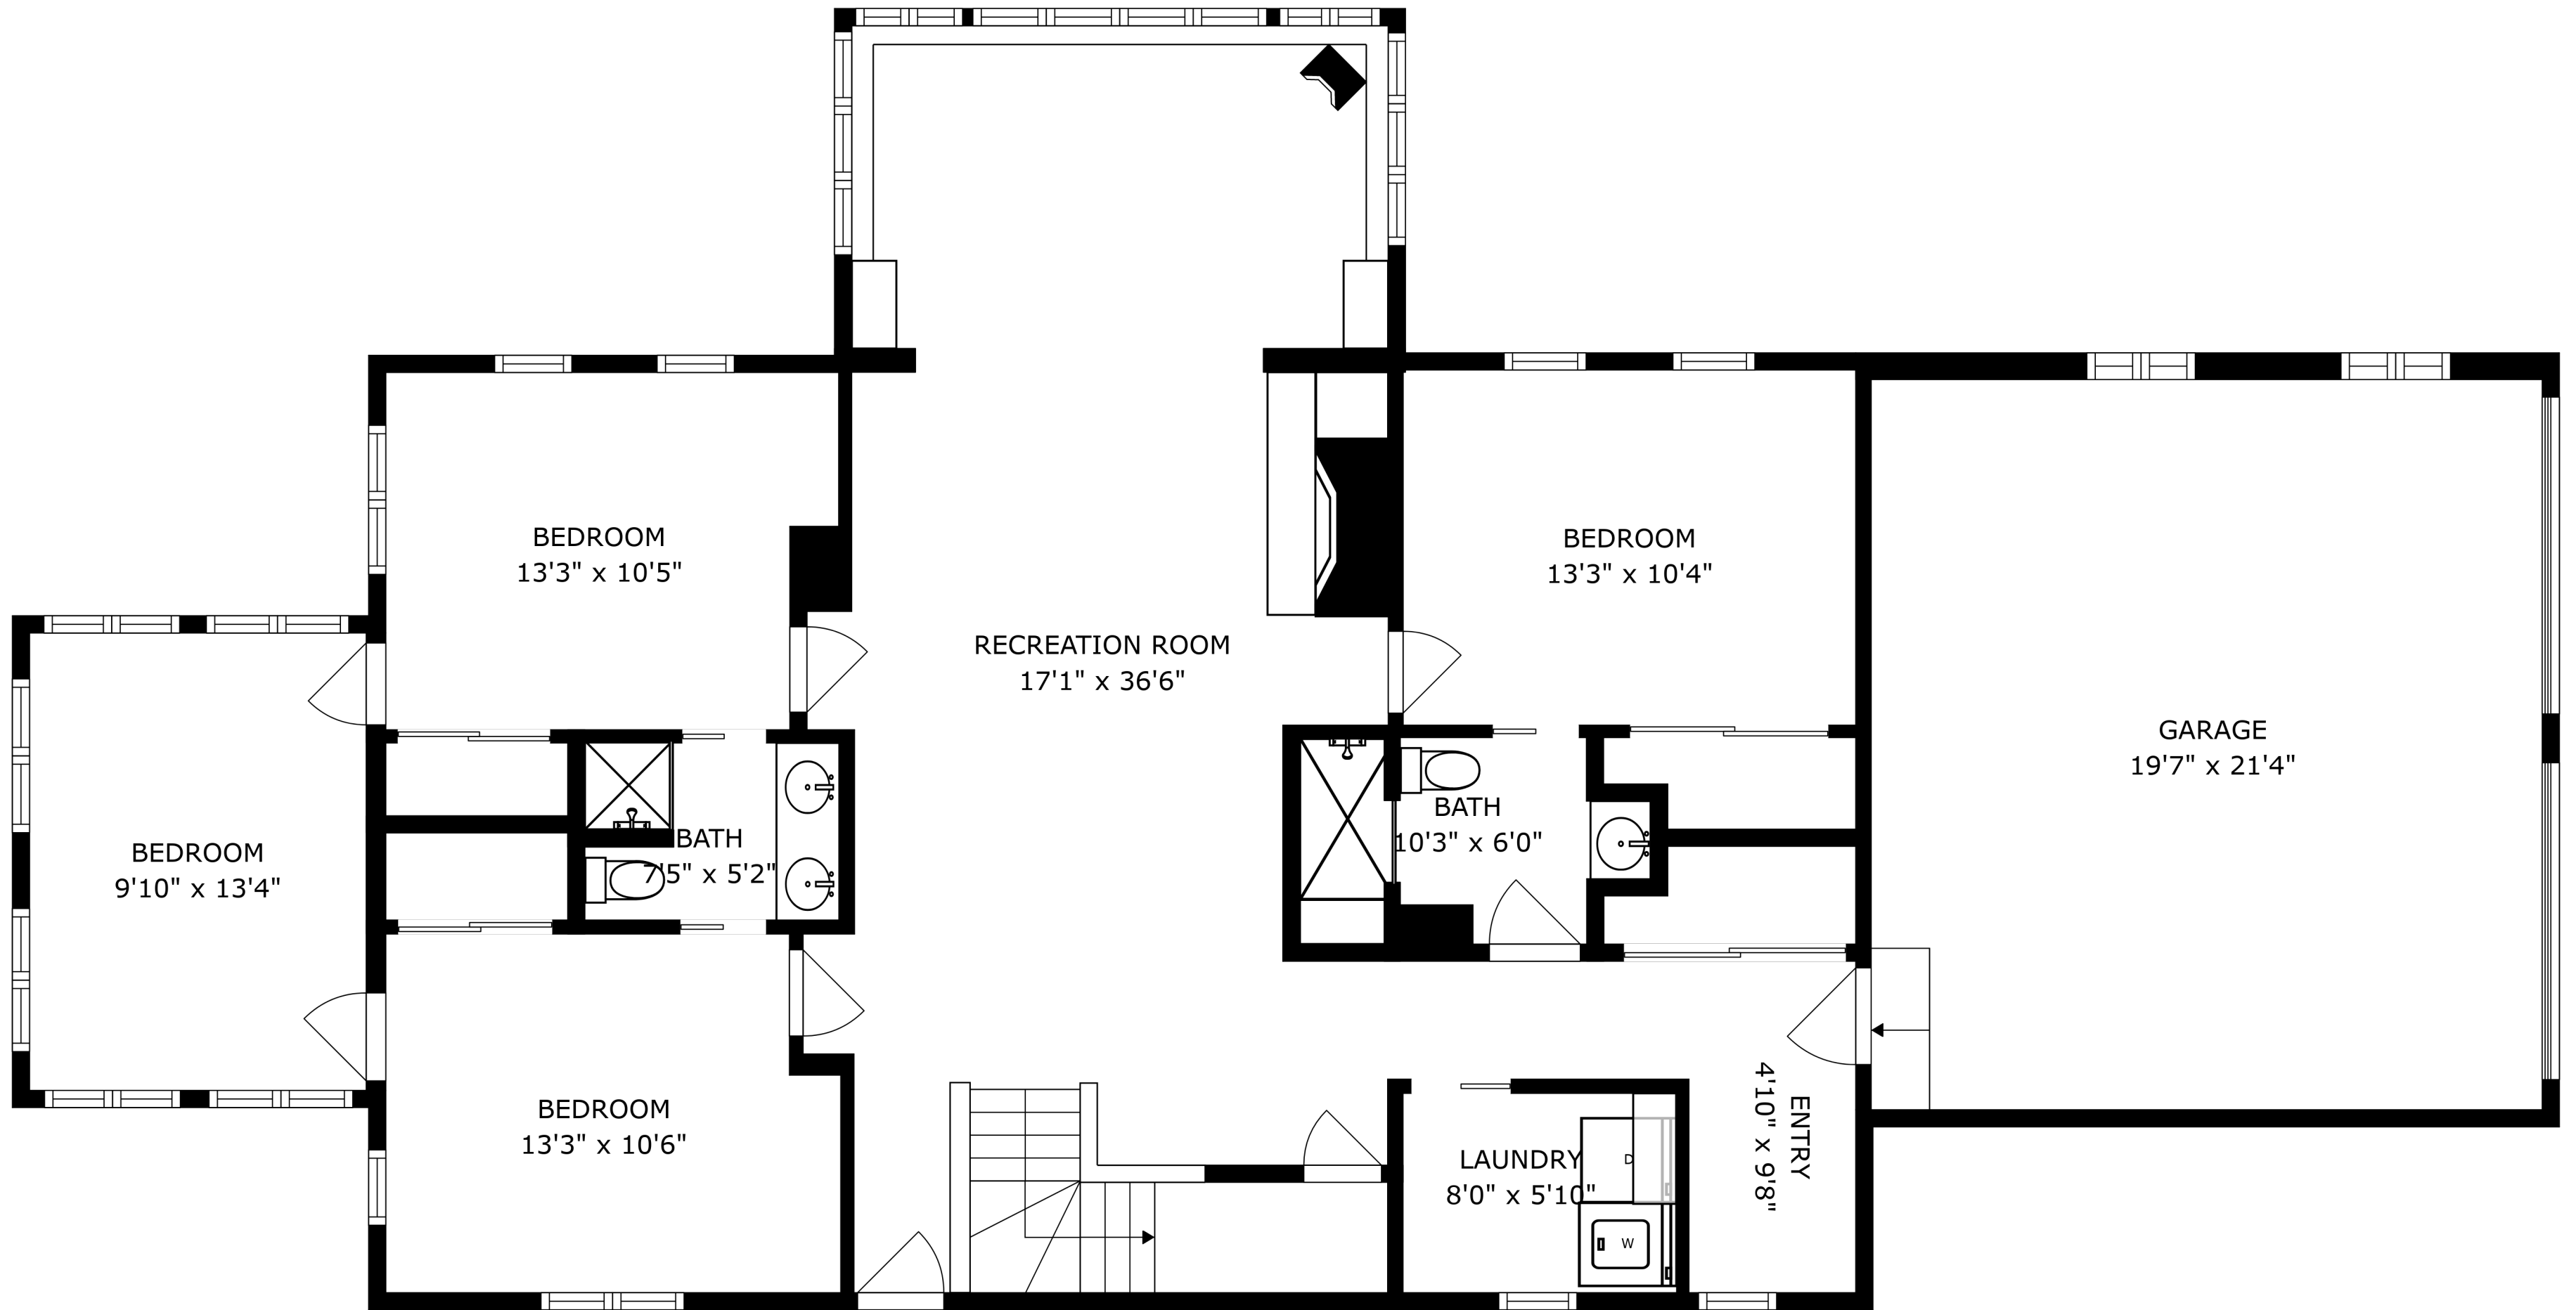 BEDROOM
13'3" x 10'5"
BEDROOM
13'3" x 10'4"
RECREATION ROOM
17'1" x 36'6"
GARAGE
19'7" x 21'4"
BATH
7'5" x 5'2"
BATH
10'3" x 6'0"
BEDROOM
9'10" x 13'4"
BEDROOM
13'3" x 10'6"
LAUNDRY
8'0" x 5'10"
D
W
ENTRY
4'10" x 9'8"